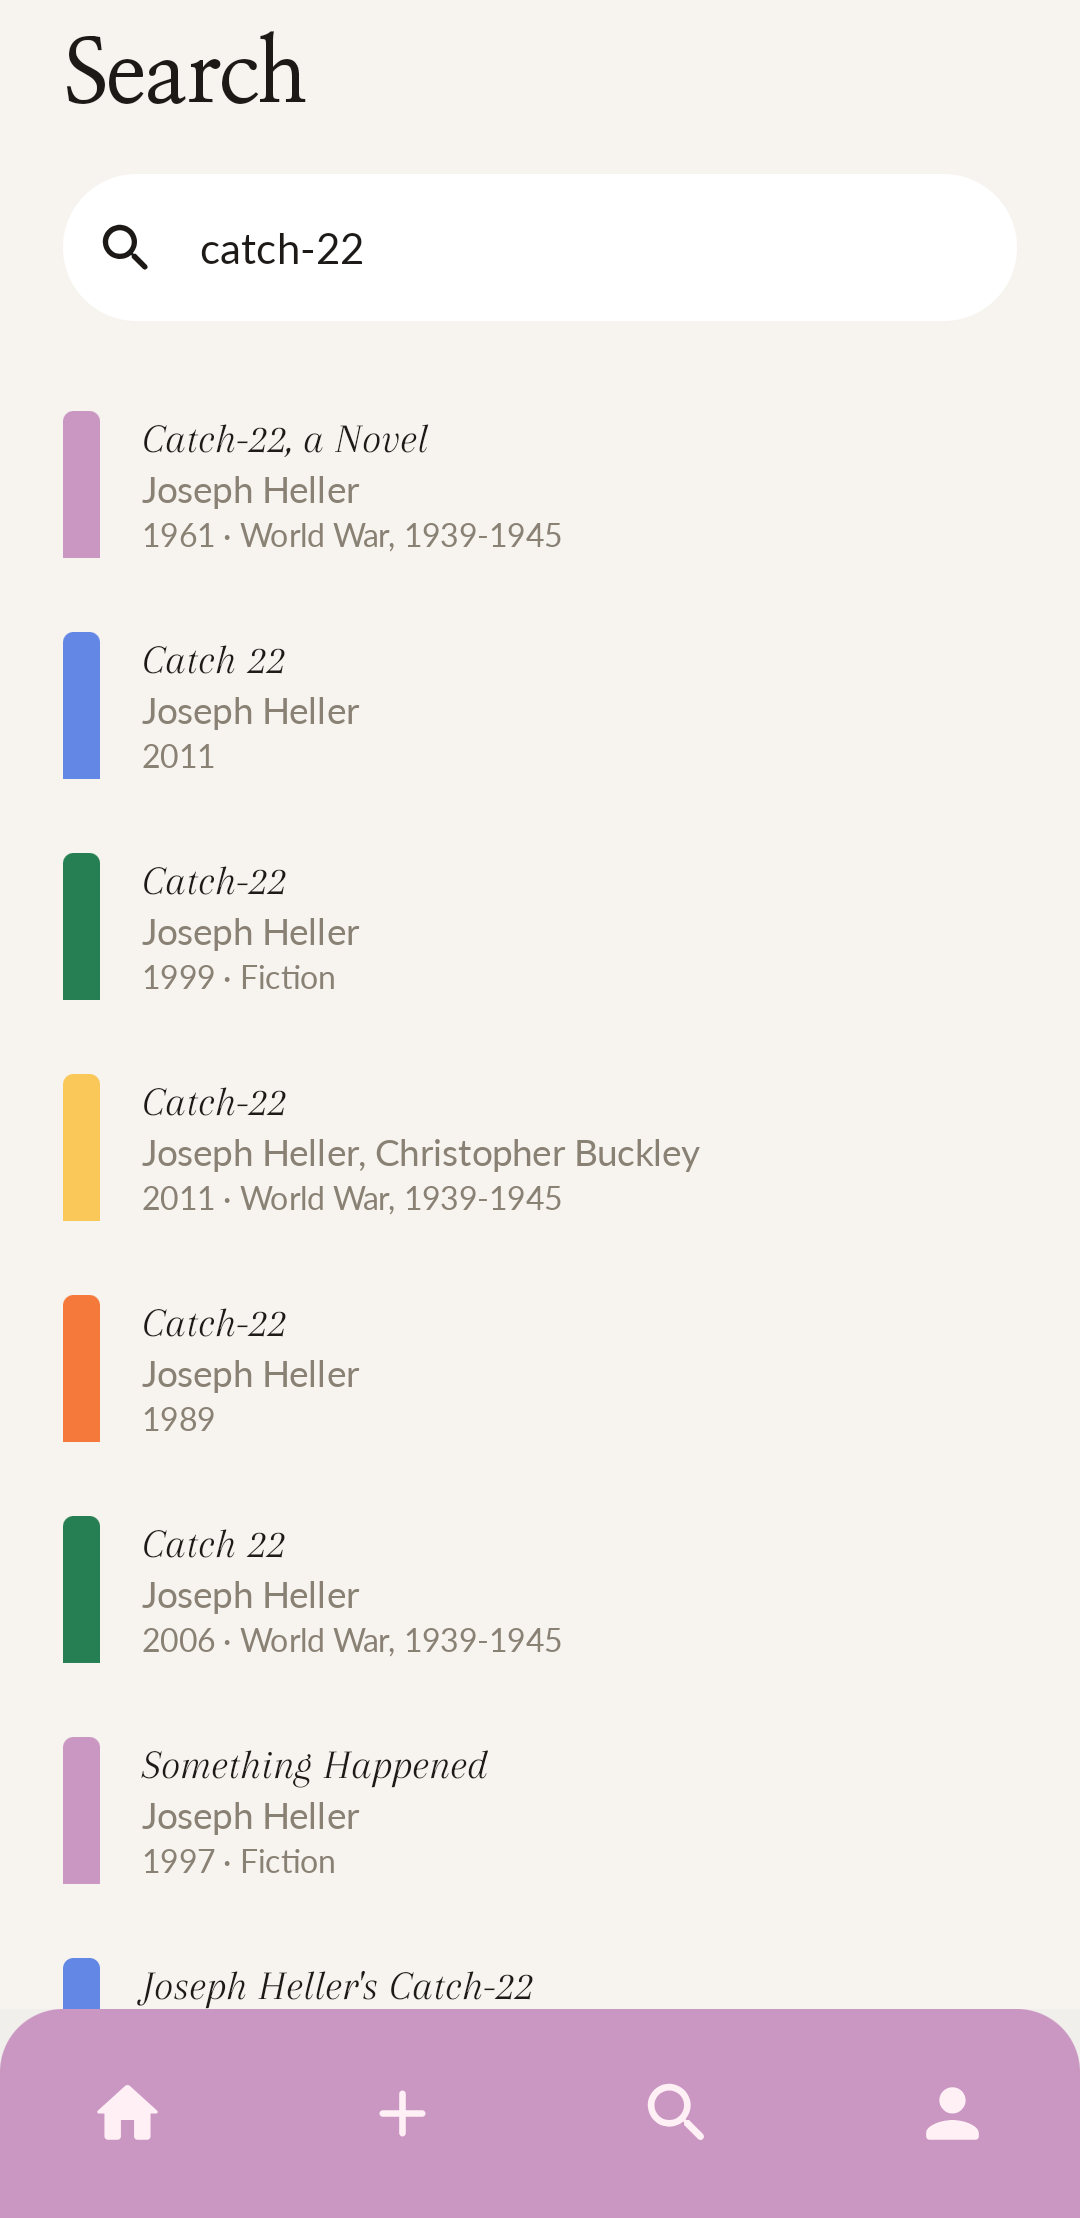 Search
catch-22
Catch-22, a Novel
Joseph Heller
1961 · World War, 1939-1945
Catch 22
Joseph Heller
2011
Catch-22
Joseph Heller
1999 · Fiction
Catch-22
Joseph Heller, Christopher Buckley
2011 · World War, 1939-1945
Catch-22
Joseph Heller
1989
Catch 22
Joseph Heller
2006 · World War, 1939-1945
Something Happened
Joseph Heller
1997 · Fiction
Joseph Heller's Catch-22